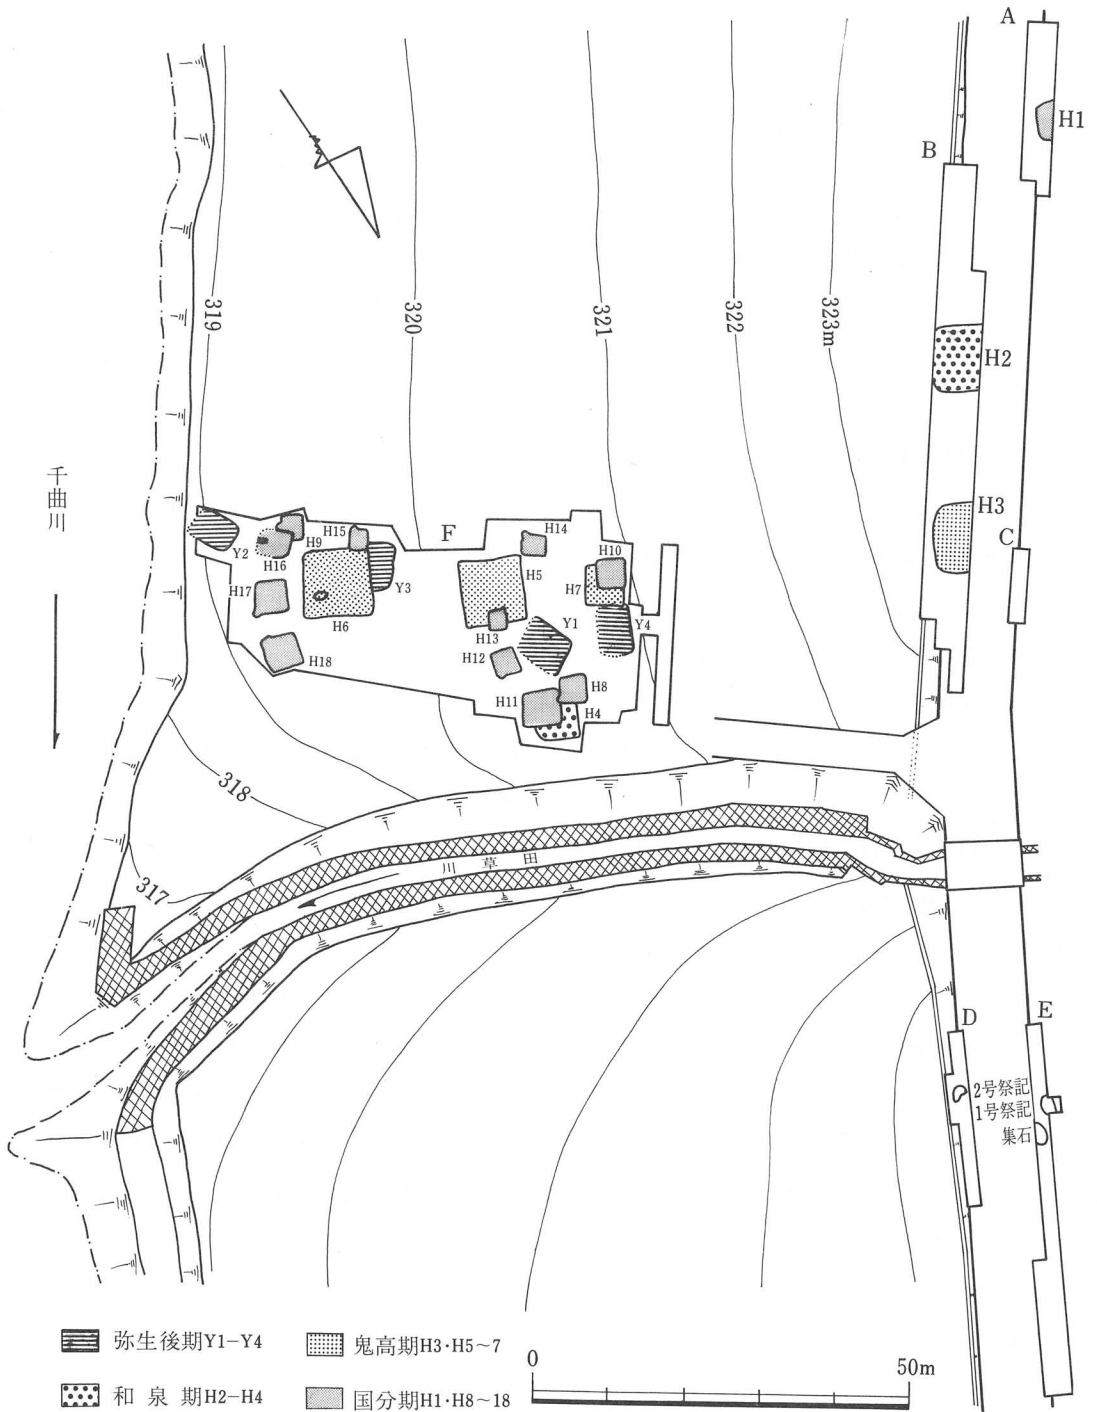 A
H1
B
319
320
321
322
323m
H2
千曲川
H3
C
F
H14
H15
H10
H9
Y2
H16
H5
H7
Y3
H17
H6
H13
Y1
Y4
H12
H18
H8
H11
H4
318
川草田
317
D
E
2号祭記
1号祭記
集石
弥生後期Y1-Y4
鬼高期H3・H5~7
和泉期H2-H4
国分期H1・H8~18
0
50m